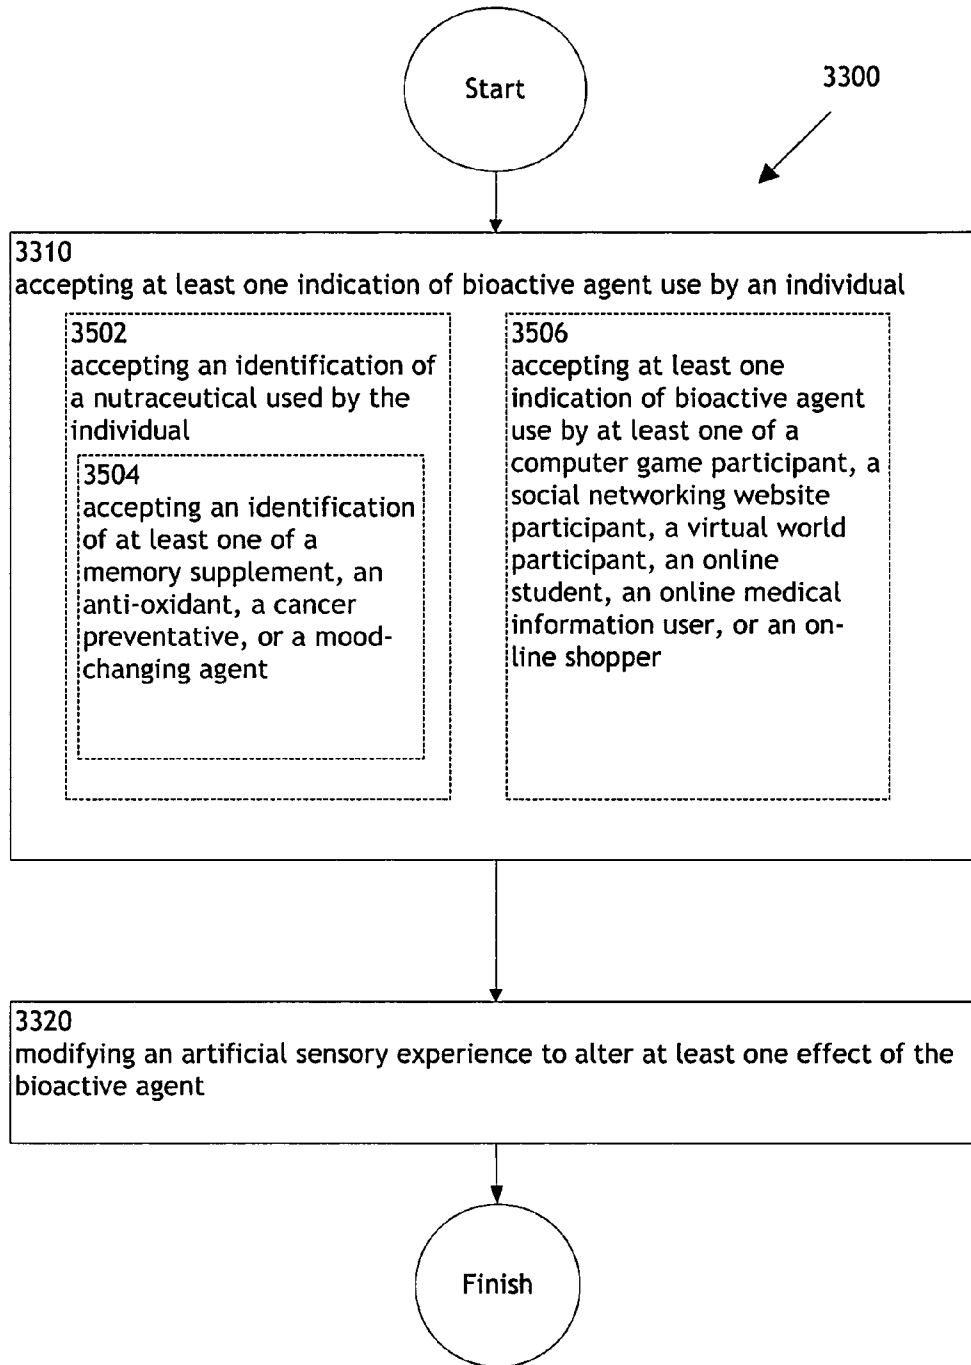 Start
3300
3310
accepting at least one indication of bioactive agent use by an individual
3502
accepting an identification of
a nutraceutical used by the
individual
3504
accepting an identification
of at least one of a
memory supplement, an
anti-oxidant, a cancer
preventative, or a mood-
changing agent
3506
accepting at least one
indication of bioactive agent
use by at least one of a
computer game participant, a
social networking website
participant, a virtual world
participant, an online
student, an online medical
information user, or an on-
line shopper
3320
modifying an artificial sensory experience to alter at least one effect of the
bioactive agent
Finish